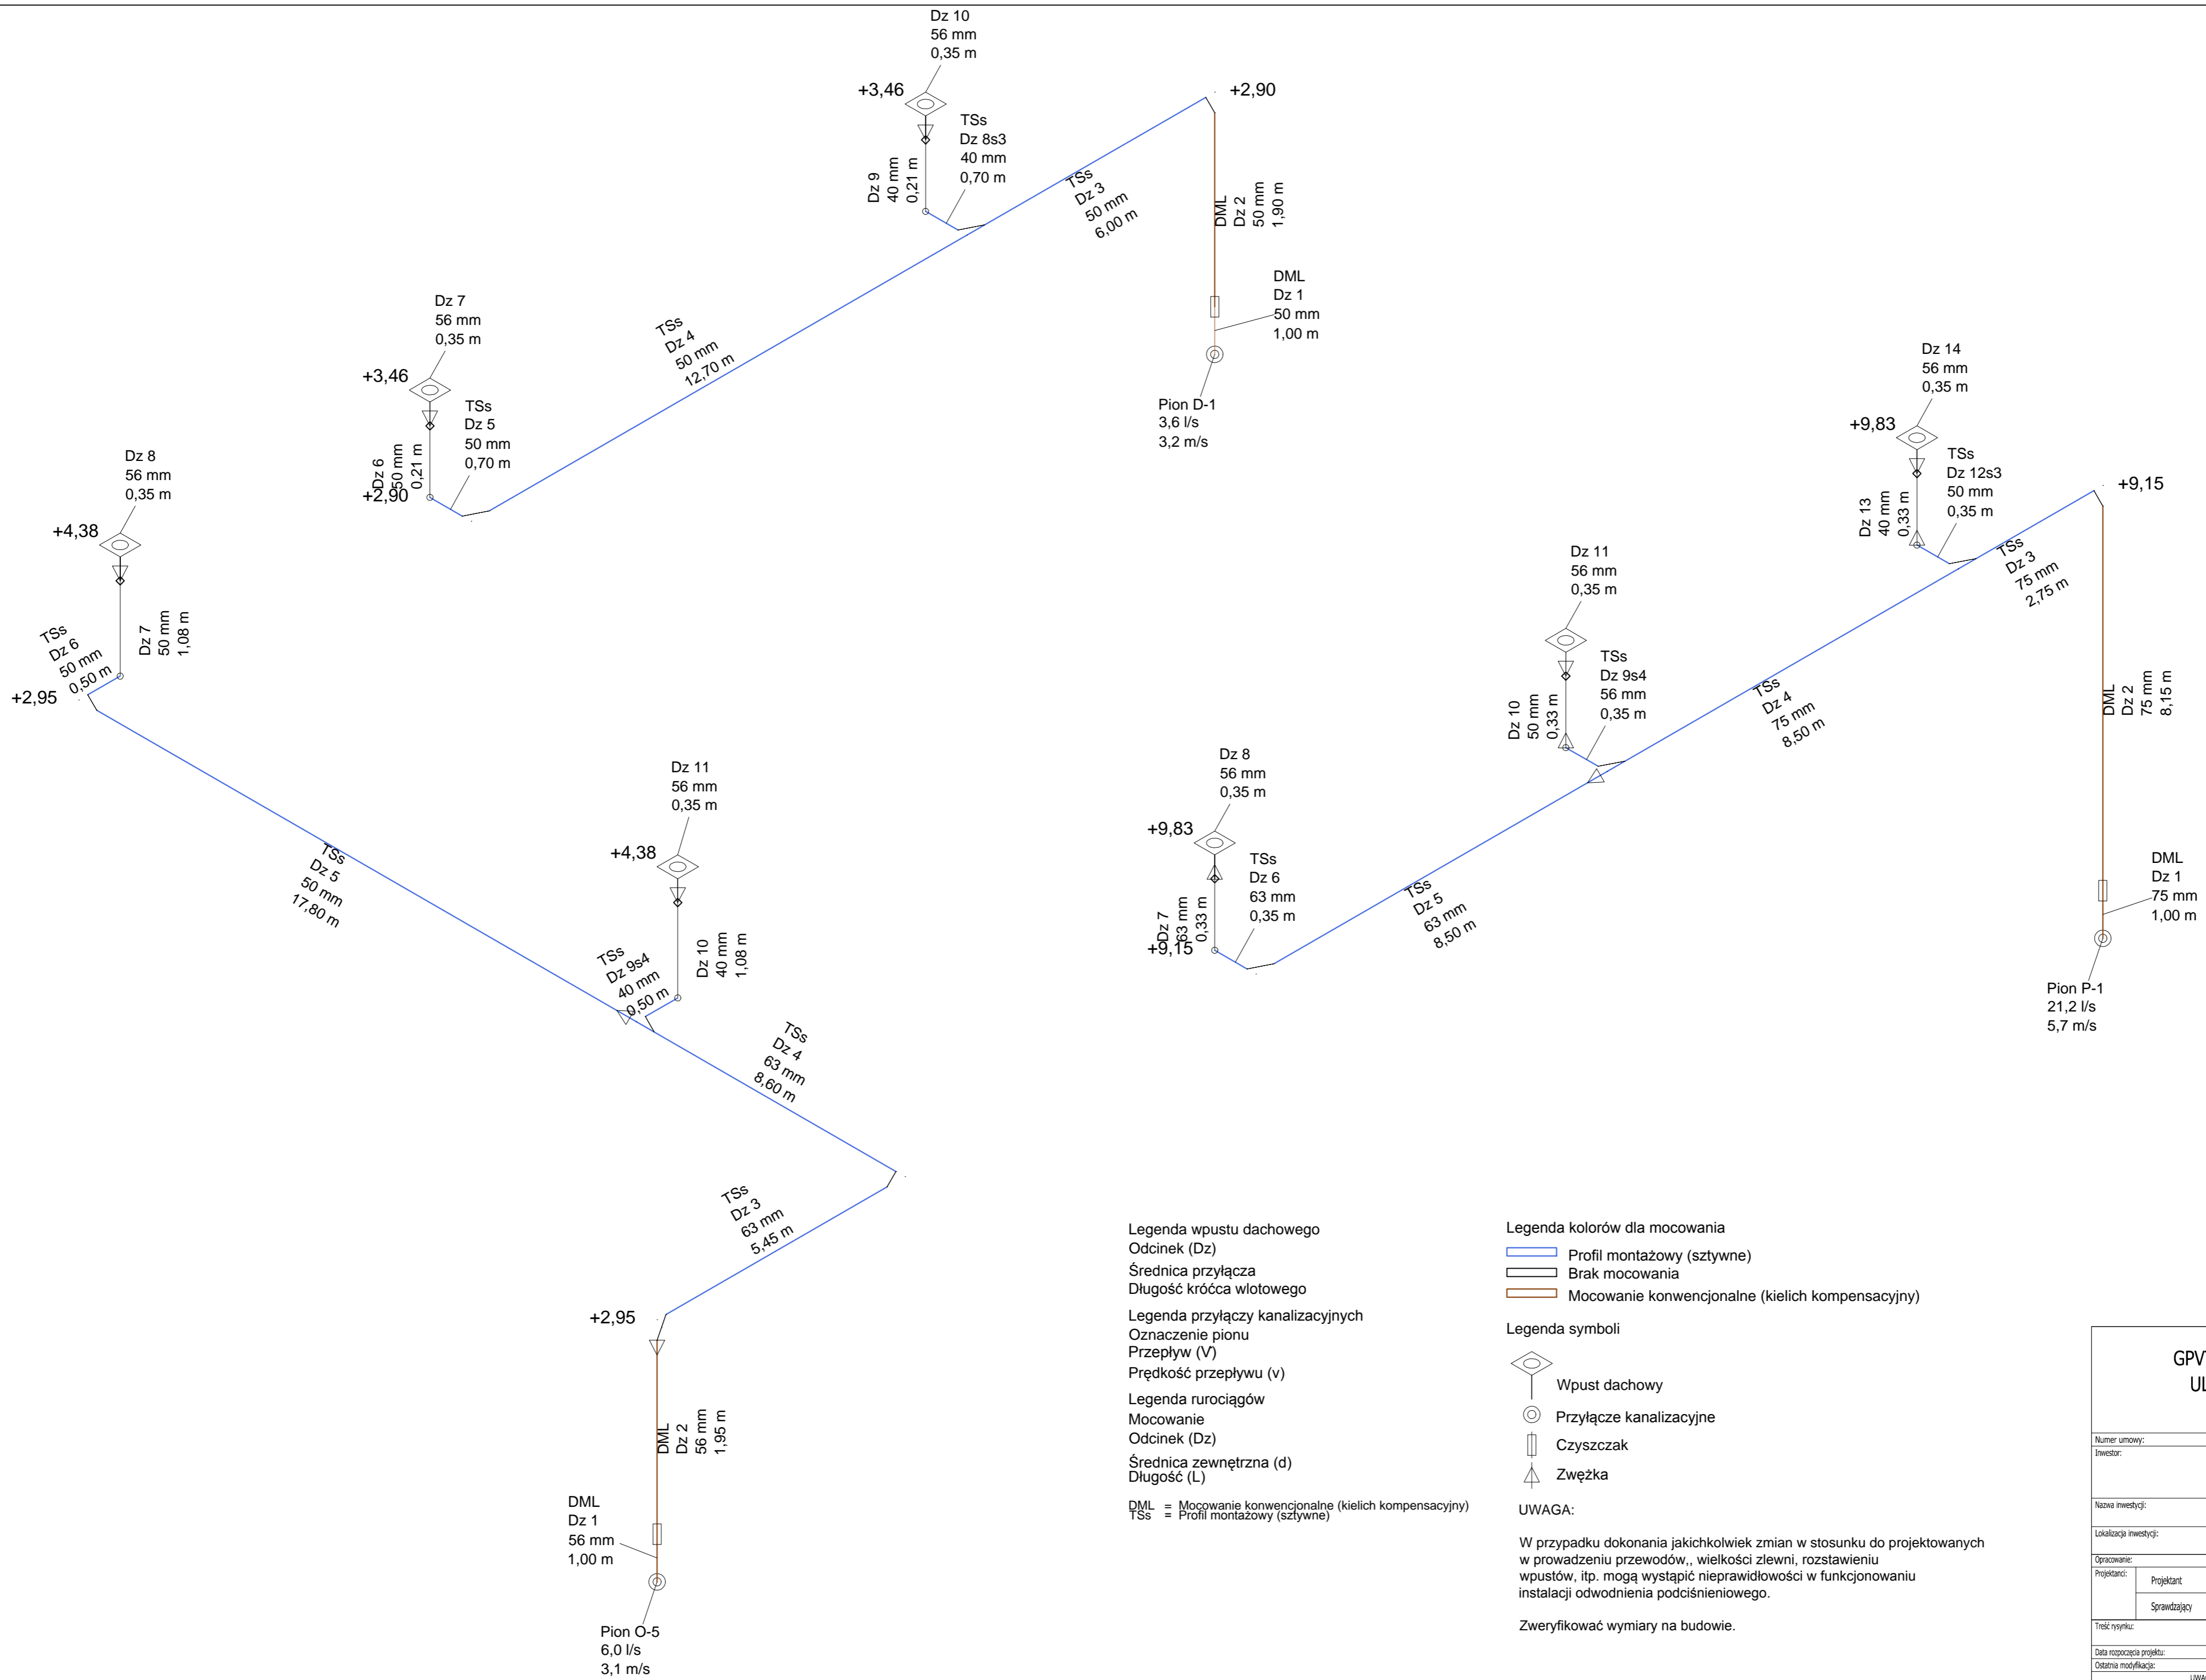 Dz 10
56 mm
0,35 m
+3,46
TSs
Dz 8s3
40 mm
0,70 m
Dz 9
40 mm
0,21 m
+2,90
TSs
Dz 3
50 mm
6,00 m
DML
Dz 2
50 mm
1,90 m
DML
Dz 1
50 mm
1,00 m
Pion D-1
3,6 l/s
3,2 m/s
Dz 7
56 mm
0,35 m
+3,46
TSs
Dz 5
50 mm
0,70 m
Dz 6
50 mm
0,21 m
+2,90
TSs
Dz 4
50 mm
12,70 m
Dz 8
56 mm
0,35 m
+4,38
Dz 7
50 mm
1,08 m
TSs
Dz 6
50 mm
0,50 m
+2,95
TSs
Dz 5
50 mm
17,80 m
Dz 11
56 mm
0,35 m
+4,38
Dz 10
40 mm
1,08 m
TSs
Dz 9s4
40 mm
0,50 m
TSs
Dz 4
63 mm
8,60 m
TSs
Dz 3
63 mm
5,45 m
+2,95
DML
Dz 2
56 mm
1,95 m
DML
Dz 1
56 mm
1,00 m
Pion O-5
6,0 l/s
3,1 m/s
Dz 14
56 mm
0,35 m
+9,83
TSs
Dz 12s3
50 mm
0,35 m
Dz 13
40 mm
0,33 m
+9,15
TSs
Dz 3
75 mm
2,75 m
Dz 11
56 mm
0,35 m
TSs
Dz 9s4
56 mm
0,35 m
Dz 10
50 mm
0,33 m
TSs
Dz 4
75 mm
8,50 m
DML
Dz 2
75 mm
8,15 m
Dz 8
56 mm
0,35 m
+9,83
TSs
Dz 6
63 mm
0,35 m
Dz 7
63 mm
0,33 m
+9,15
TSs
Dz 5
63 mm
8,50 m
DML
Dz 1
75 mm
1,00 m
Pion P-1
21,2 l/s
5,7 m/s
Legenda wpustu dachowego
Odcinek (Dz)
Średnica przyłącza
Długość króćca wlotowego
Legenda przyłączy kanalizacyjnych
Oznaczenie pionu
Przepływ (V̇)
Prędkość przepływu (v)
Legenda rurociągów
Mocowanie
Odcinek (Dz)
Średnica zewnętrzna (d)
Długość (L)
DML = Mocowanie konwencjonalne (kielich kompensacyjny)
TSs = Profil montażowy (sztywne)
Legenda kolorów dla mocowania
Profil montażowy (sztywne)
Brak mocowania
Mocowanie konwencjonalne (kielich kompensacyjny)
Legenda symboli
Wpust dachowy
Przyłącze kanalizacyjne
Czyszczak
Zwężka
UWAGA:
W przypadku dokonania jakichkolwiek zmian w stosunku do projektowanych
w prowadzeniu przewodów,, wielkości zlewni, rozstawieniu
wpustów, itp. mogą wystąpić nieprawidłowości w funkcjonowaniu
instalacji odwodnienia podciśnieniowego.
Zweryfikować wymiary na budowie.
Numer umowy:
Inwestor:
Nazwa inwestycji:
Lokalizacja inwestycji:
Opracowanie:
Projektanci:
Projektant
Sprawdzający
Treść rysynku:
Data rozpoczęcia projektu:
Ostatnia modyfikacja: